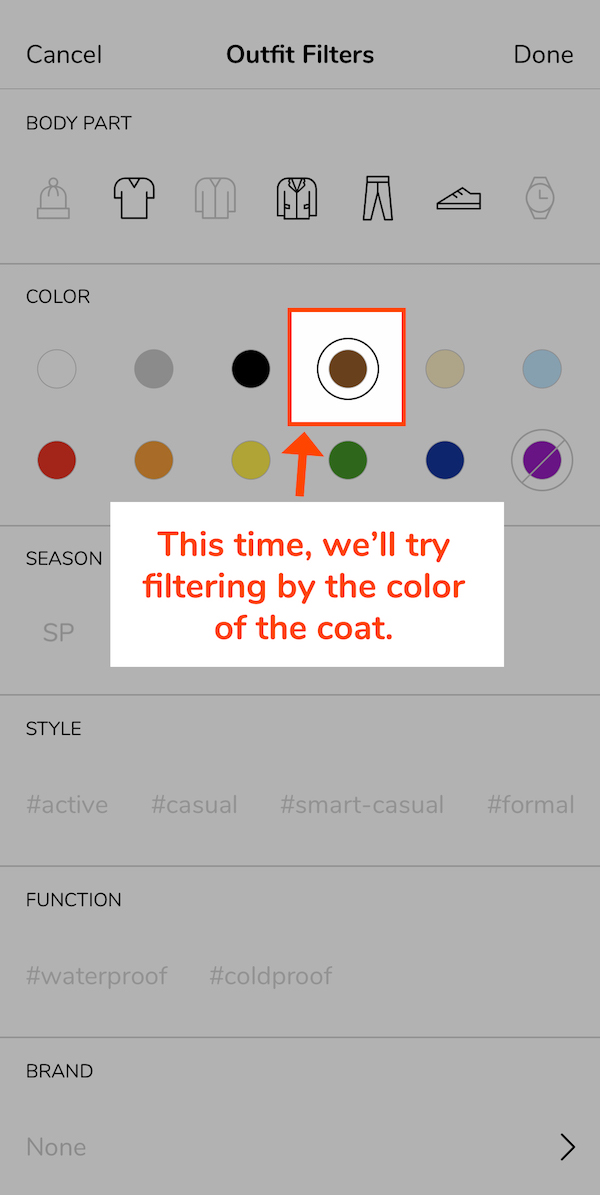 Cancel Outfit Filters Done
BODY PART
COLOR
This time, we’ll try
filtering by the color
of the coat.
SEASON
SP
STYLE
#active #casual #smart-casual #formal
FUNCTION
#waterproof #coldproof
BRAND
None